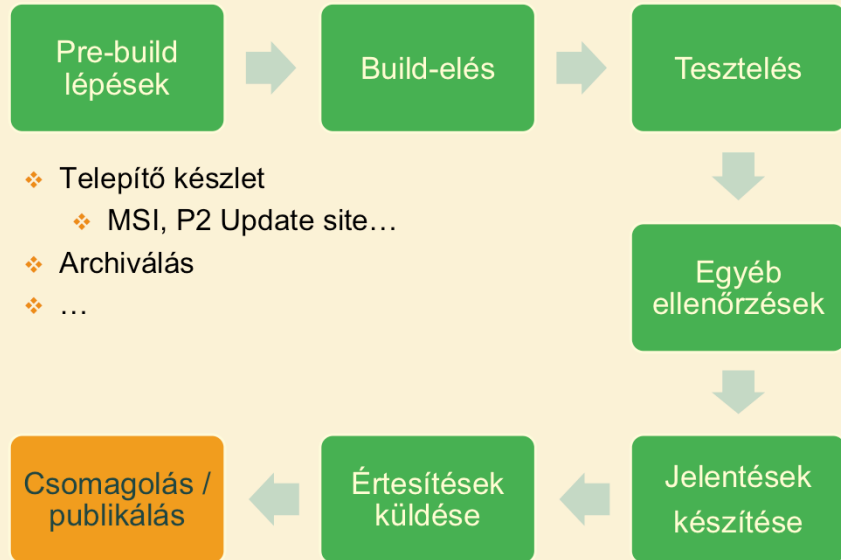 Pre-build
lépések
Build-elés
Tesztelés
❖ Telepítő készlet
❖ MSI, P2 Update site…
❖ Archiválás
❖ …
Egyéb
ellenőrzések
Jelentések
készítése
Értesítések
küldése
Csomagolás /
publikálás